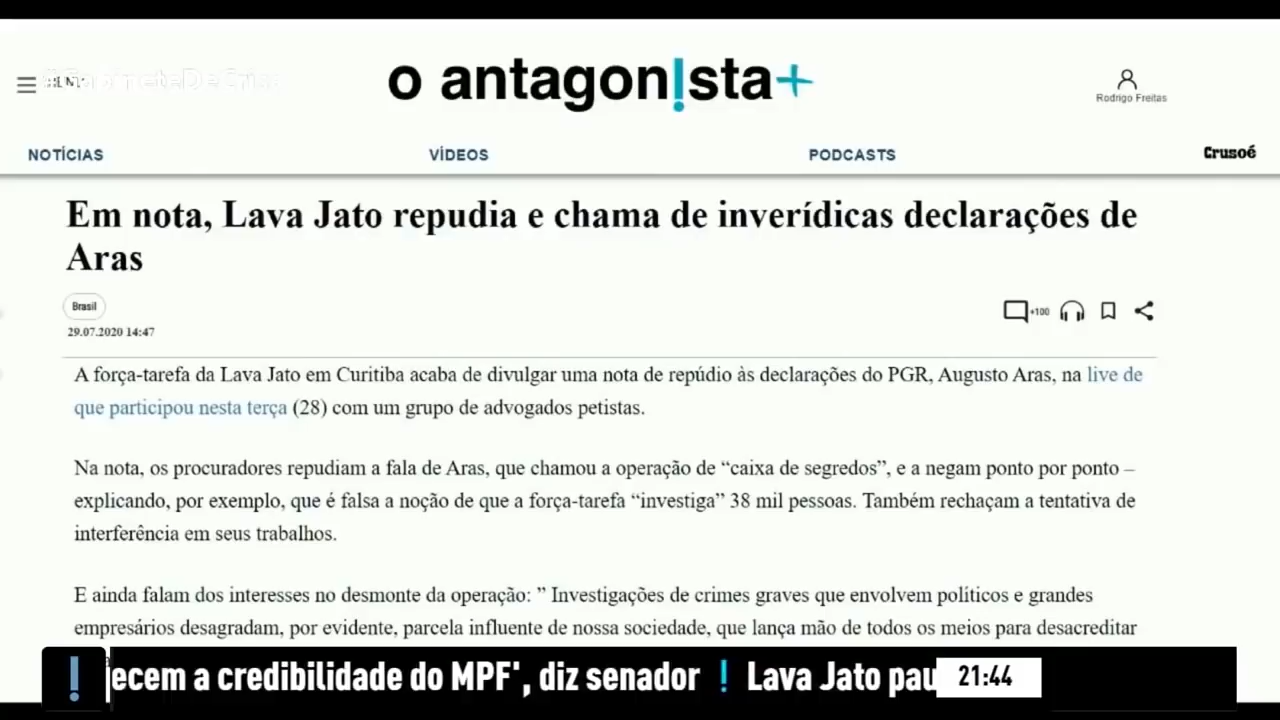 o antagon!sta+
Rodrigo Freitas
NOTÍCIAS
VÍDEOS
PODCASTS
Crusoé
Em nota, Lava Jato repudia e chama de inverídicas declarações de
Aras
Brasil
29.07.2020 14:47
+100
A força-tarefa da Lava Jato em Curitiba acaba de divulgar uma nota de repúdio às declarações do PGR, Augusto Aras, na live de
que participou nesta terça (28) com um grupo de advogados petistas.
Na nota, os procuradores repudiam a fala de Aras, que chamou a operação de “caixa de segredos”, e a negam ponto por ponto –
explicando, por exemplo, que é falsa a noção de que a força-tarefa “investiga” 38 mil pessoas. Também rechaçam a tentativa de
interferência em seus trabalhos.
E ainda falam dos interesses no desmonte da operação: ” Investigações de crimes graves que envolvem políticos e grandes
empresários desagradam, por evidente, parcela influente de nossa sociedade, que lança mão de todos os meios para desacreditar
ecem a credibilidade do MPF', diz senador ! Lava Jato pau
21:44